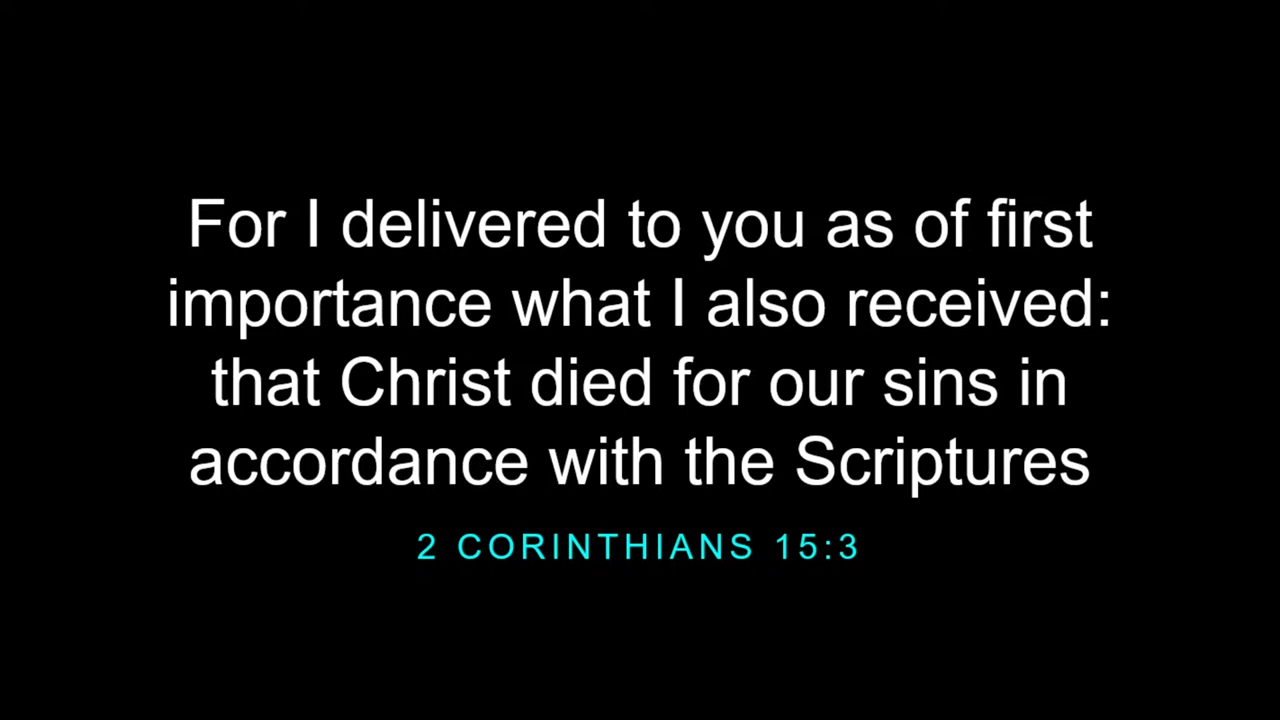 For I delivered to you as of first
importance what I also received:
that Christ died for our sins in
accordance with the Scriptures
2 CORINTHIANS 15:3